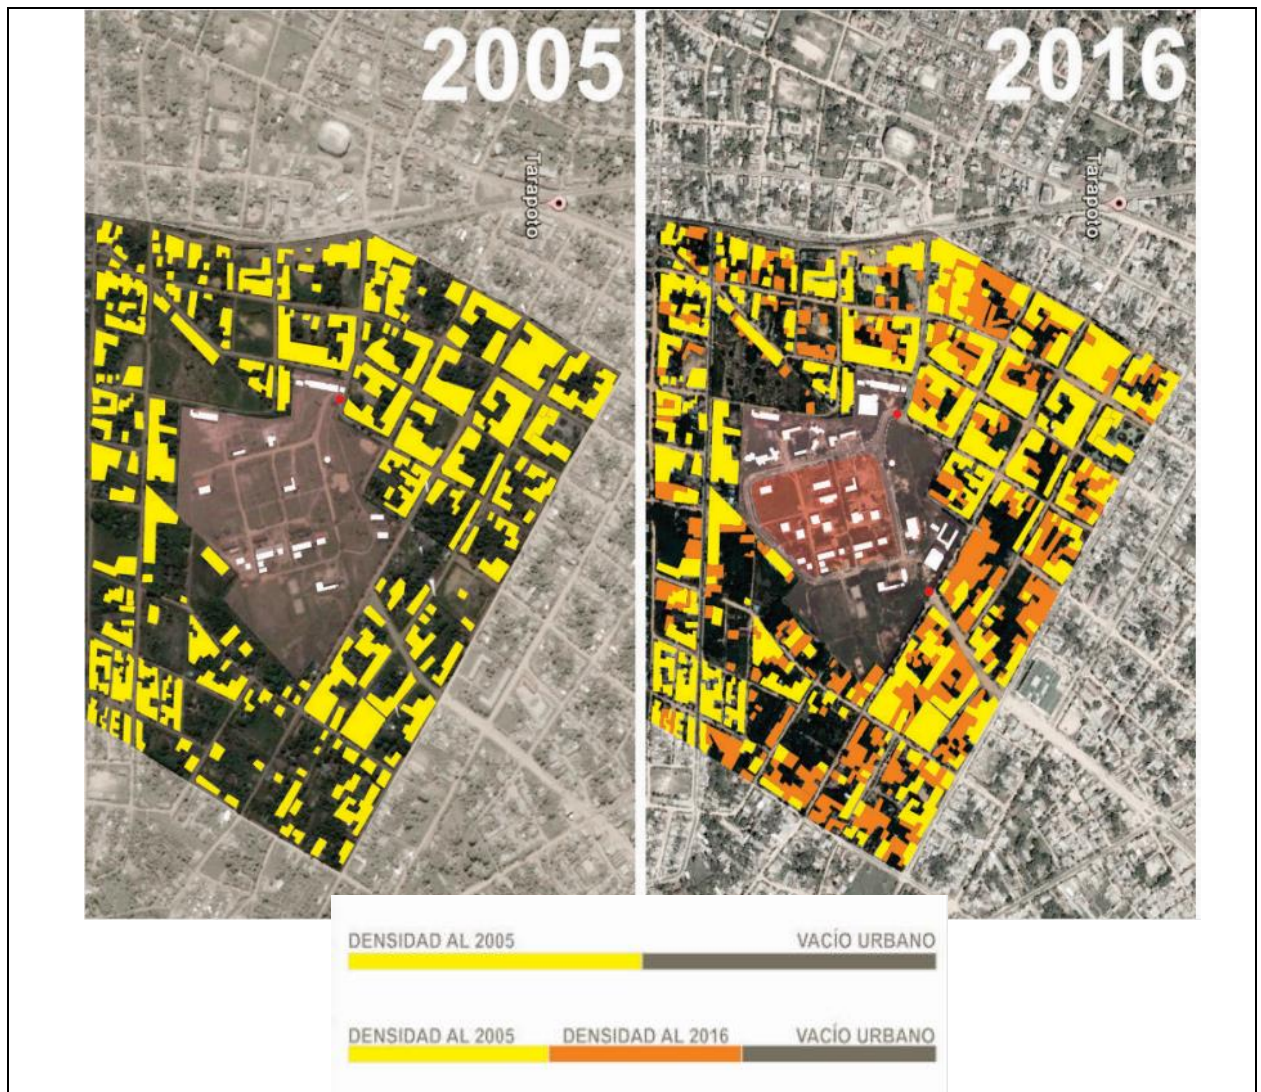 2005
2016
Tarapoto
Tarapoto
DENSIDAD AL 2005 VACÍO URBANO
DENSIDAD AL 2005 DENSIDAD AL 2016 VACÍO URBANO